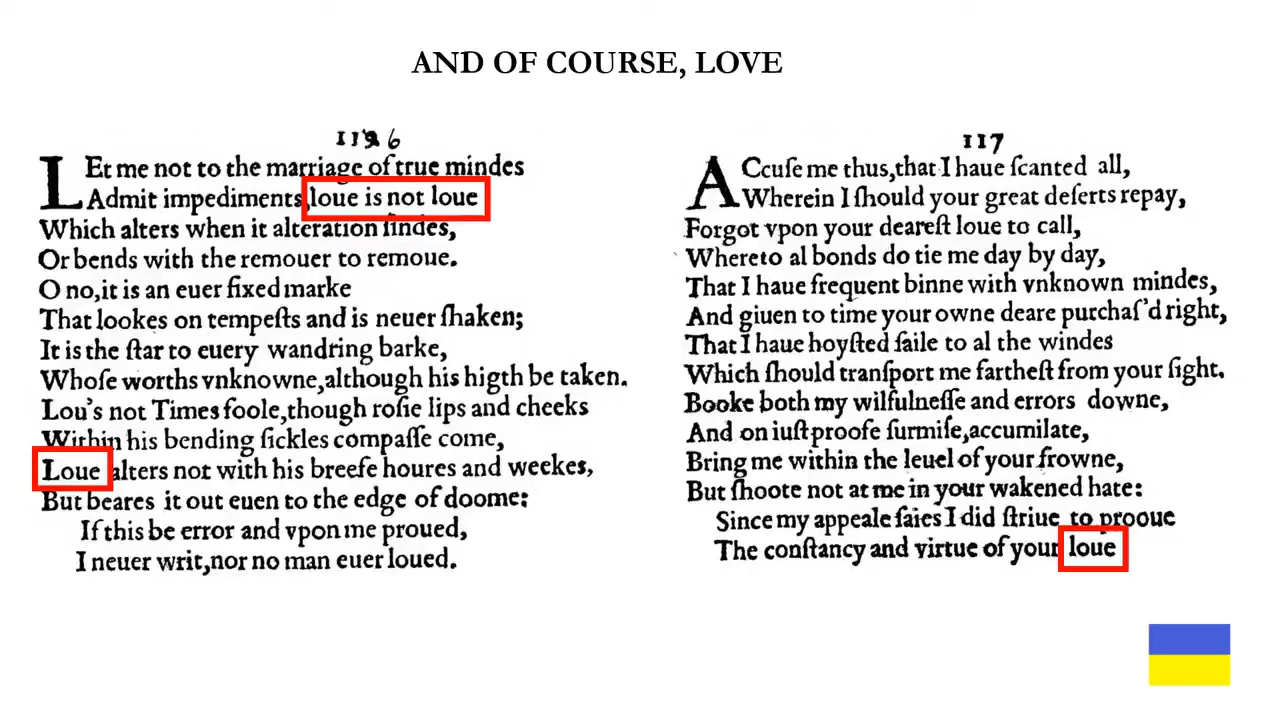 AND OF COURSE, LOVE
1196
LEt me not to the marriage of true mindes
Admit impediments,loue is not loue
Which alters when it alteration findes,
Or bends with the remouer to remoue.
O no,it is an euer fixed marke
That lookes on tempeſts and is neuer ſhaken;
It is the ſtar to euery wandring barke,
Whoſe worths vnknowne,although his higth be taken.
Lou's not Times foole,though roſie lips and cheeks
Within his bending ſickles compaſſe come,
Loue alters not with his breefe houres and weekes,
But beares it out euen to the edge of doome:
If this be error and vpon me proued,
I neuer writ,nor no man euer loued.
117
ACcuſe me thus,that I haue ſcanted all,
Wherein I ſhould your great deſerts repay,
Forgot vpon your deareſt loue to call,
Whereto al bonds do tie me day by day,
That I haue frequent binne with vnknown mindes,
And giuen to time your owne deare purchaſ'd right,
That I haue hoyſted ſaile to al the windes
Which ſhould tranſport me fartheſt from your ſight.
Booke both my wilfulneſſe and errors downe,
And on iuſt proofe ſurmiſe,accumilate,
Bring me within the leuel of your frowne,
But ſhoote not at me in your wakened hate:
Since my appeale ſaies I did ſtriue to prooue
The conſtancy and virtue of your loue